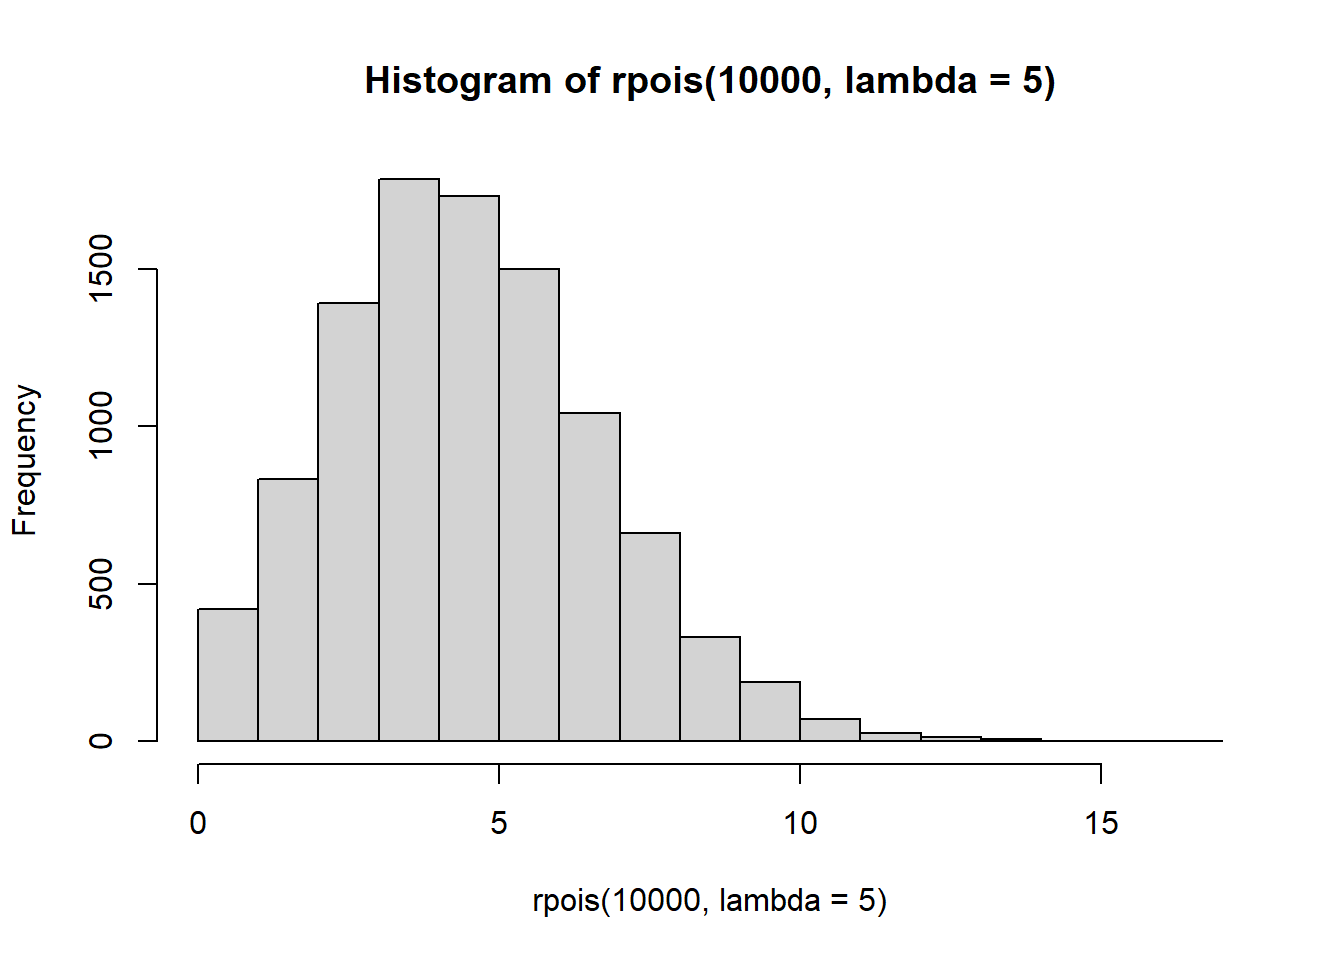 Histogram of rpois(10000, lambda = 5)
Frequency
1500
1000
500
0
0 5 10 15
rpois(10000, lambda = 5)